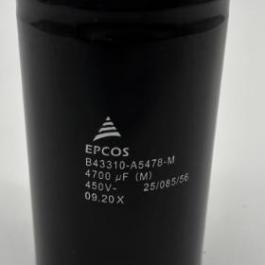 EPCOS
B43310-A5478-M
4700 µF (M)
450V- 25/085/56
09.20X